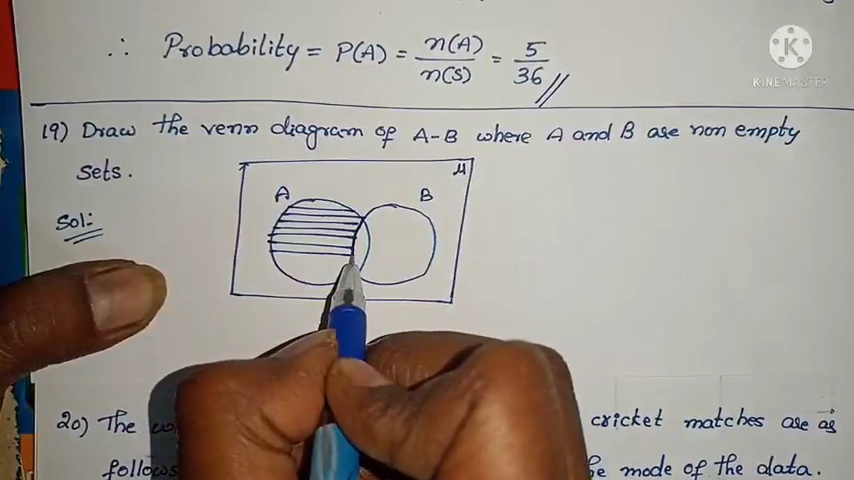 ∴ Probability = P(A) = n(A)/n(S) = 5/36 //
KINEMASTER
19) Draw the venn diagram of A-B where A and B are non empty
sets.
Sol:-
A
B
μ
20) The cricket matches are as
follows the mode of the data.